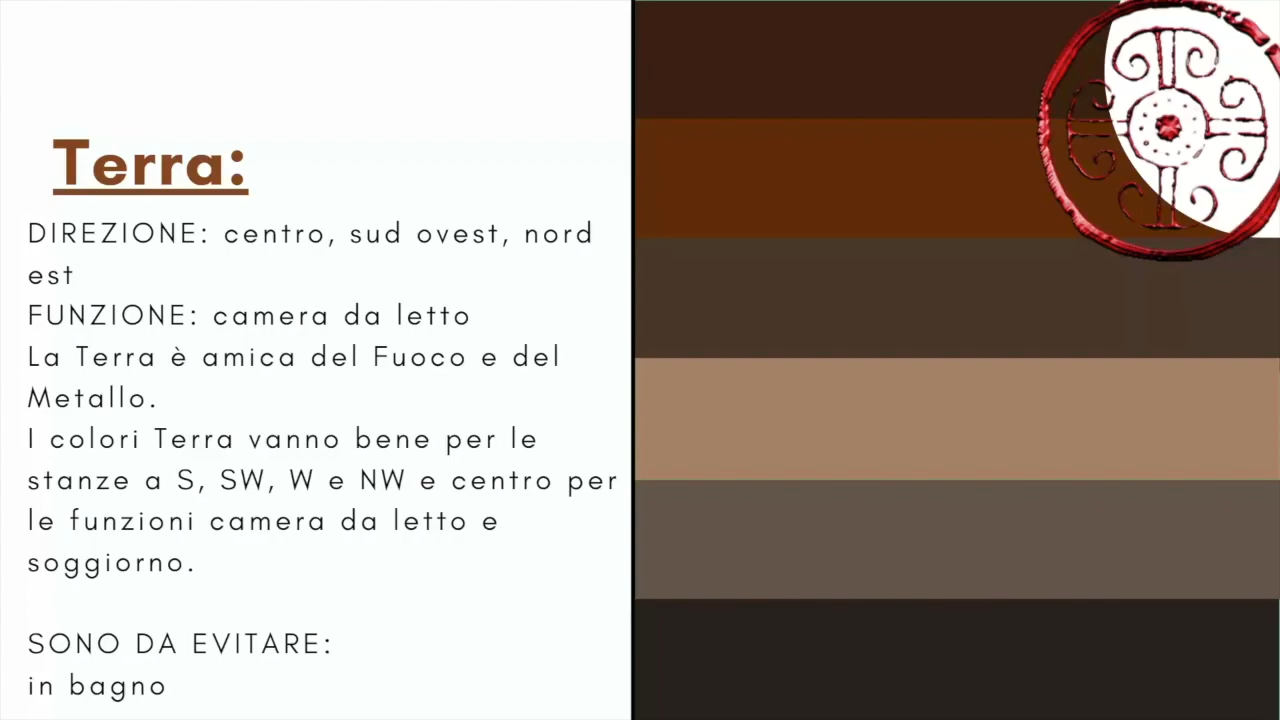 Terra:
DIREZIONE: centro, sud ovest, nord
est
FUNZIONE: camera da letto
La Terra è amica del Fuoco e del
Metallo.
I colori Terra vanno bene per le
stanze a S, SW, W e NW e centro per
le funzioni camera da letto e
soggiorno.
SONO DA EVITARE:
in bagno